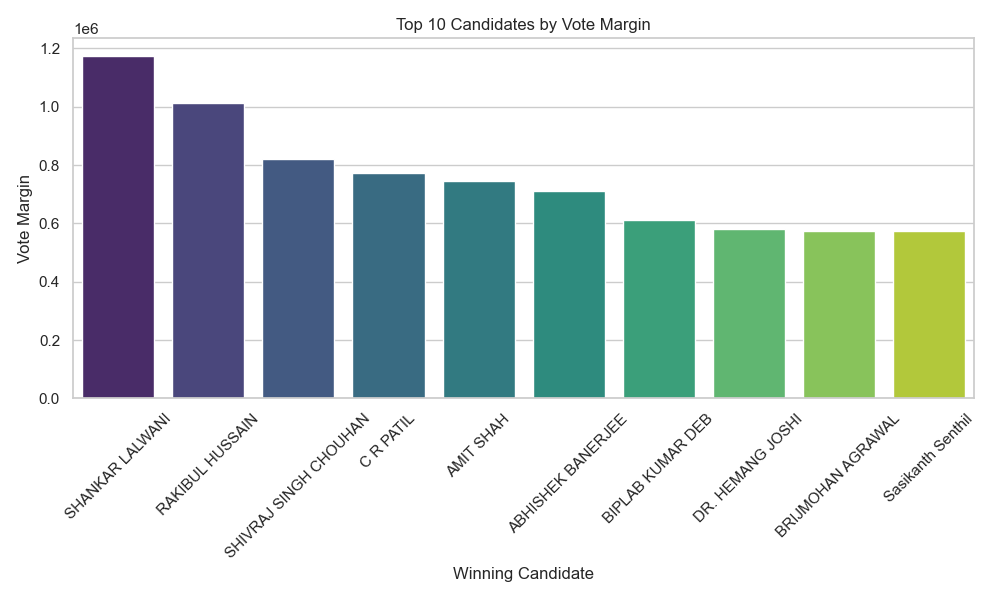 Top 10 Candidates by Vote Margin
1e6
1.2
1.0
0.8
0.6
0.4
0.2
0.0
Vote Margin
SHANKAR LALWANI
RAKIBUL HUSSAIN
SHIVRAJ SINGH CHOUHAN
C R PATIL
AMIT SHAH
ABHISHEK BANERJEE
BIPLAB KUMAR DEB
DR. HEMANG JOSHI
BRIJMOHAN AGRAWAL
Sasikanth Senthil
Winning Candidate